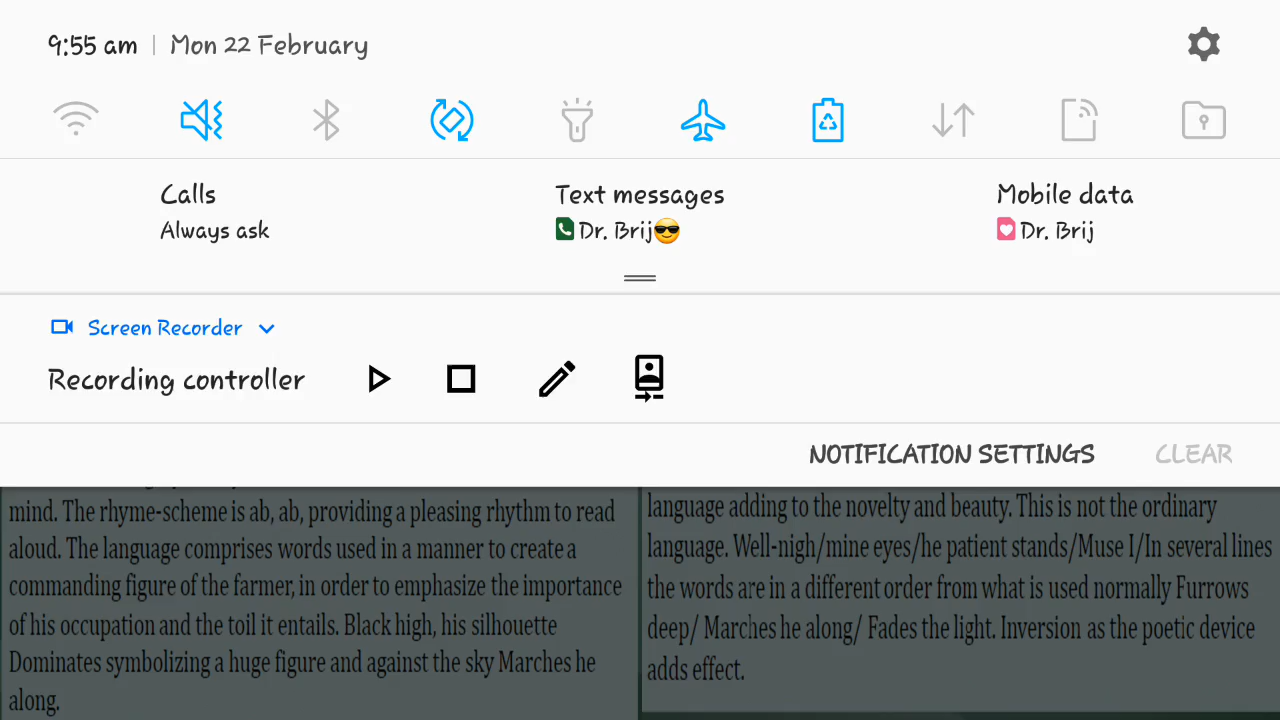 9:55 am | Mon 22 February
Calls
Always ask
Text messages
Dr. Brij😎
Mobile data
Dr. Brij
Screen Recorder
Recording controller
NOTIFICATION SETTINGS CLEAR
mind. The rhyme-scheme is ab, ab, providing a pleasing rhythm to read
aloud. The language comprises words used in a manner to create a
commanding figure of the farmer, in order to emphasize the importance
of his occupation and the toil it entails. Black high, his silhouette
Dominates symbolizing a huge figure and against the sky Marches he
along.
language adding to the novelty and beauty. This is not the ordinary
language. Well-nigh/mine eyes/he patient stands/Muse I/In several lines
the words are in a different order from what is used normally Furrows
deep/ Marches he along/ Fades the light. Inversion as the poetic device
adds effect.